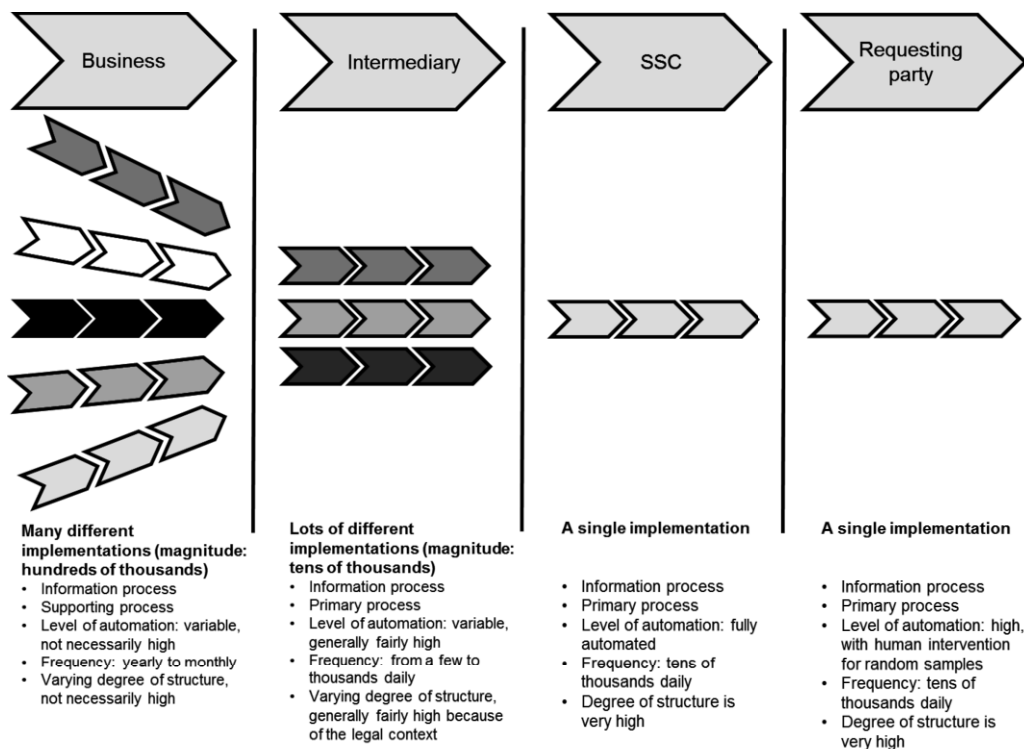 Business
Intermediary
SSC
Requesting
party
Many different
implementations (magnitude:
hundreds of thousands)
• Information process
• Supporting process
• Level of automation: variable,
not necessarily high
• Frequency: yearly to monthly
• Varying degree of structure,
not necessarily high
Lots of different
implementations (magnitude:
tens of thousands)
• Information process
• Primary process
• Level of automation: variable,
generally fairly high
• Frequency: from a few to
thousands daily
• Varying degree of structure,
generally fairly high because
of the legal context
A single implementation
• Information process
• Primary process
• Level of automation: fully
automated
• Frequency: tens of
thousands daily
• Degree of structure is
very high
A single implementation
• Information process
• Primary process
• Level of automation: high,
with human intervention
for random samples
• Frequency: tens of
thousands daily
• Degree of structure is
very high